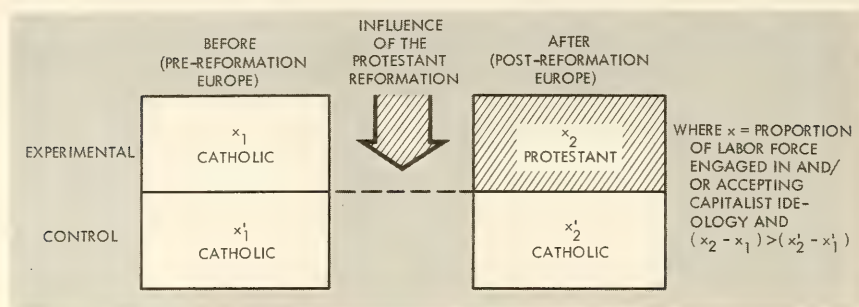 BEFORE
(PRE-REFORMATION
EUROPE)
INFLUENCE
OF THE
PROTESTANT
REFORMATION
AFTER
(POST-REFORMATION
EUROPE)
EXPERIMENTAL
x₁
CATHOLIC
x₂
PROTESTANT
CONTROL
x'₁
CATHOLIC
x'₂
CATHOLIC
WHERE x = PROPORTION
OF LABOR FORCE
ENGAGED IN AND/
OR ACCEPTING
CAPITALIST IDE-
OLOGY AND
(x₂ - x₁) > (x'₂ - x'₁)